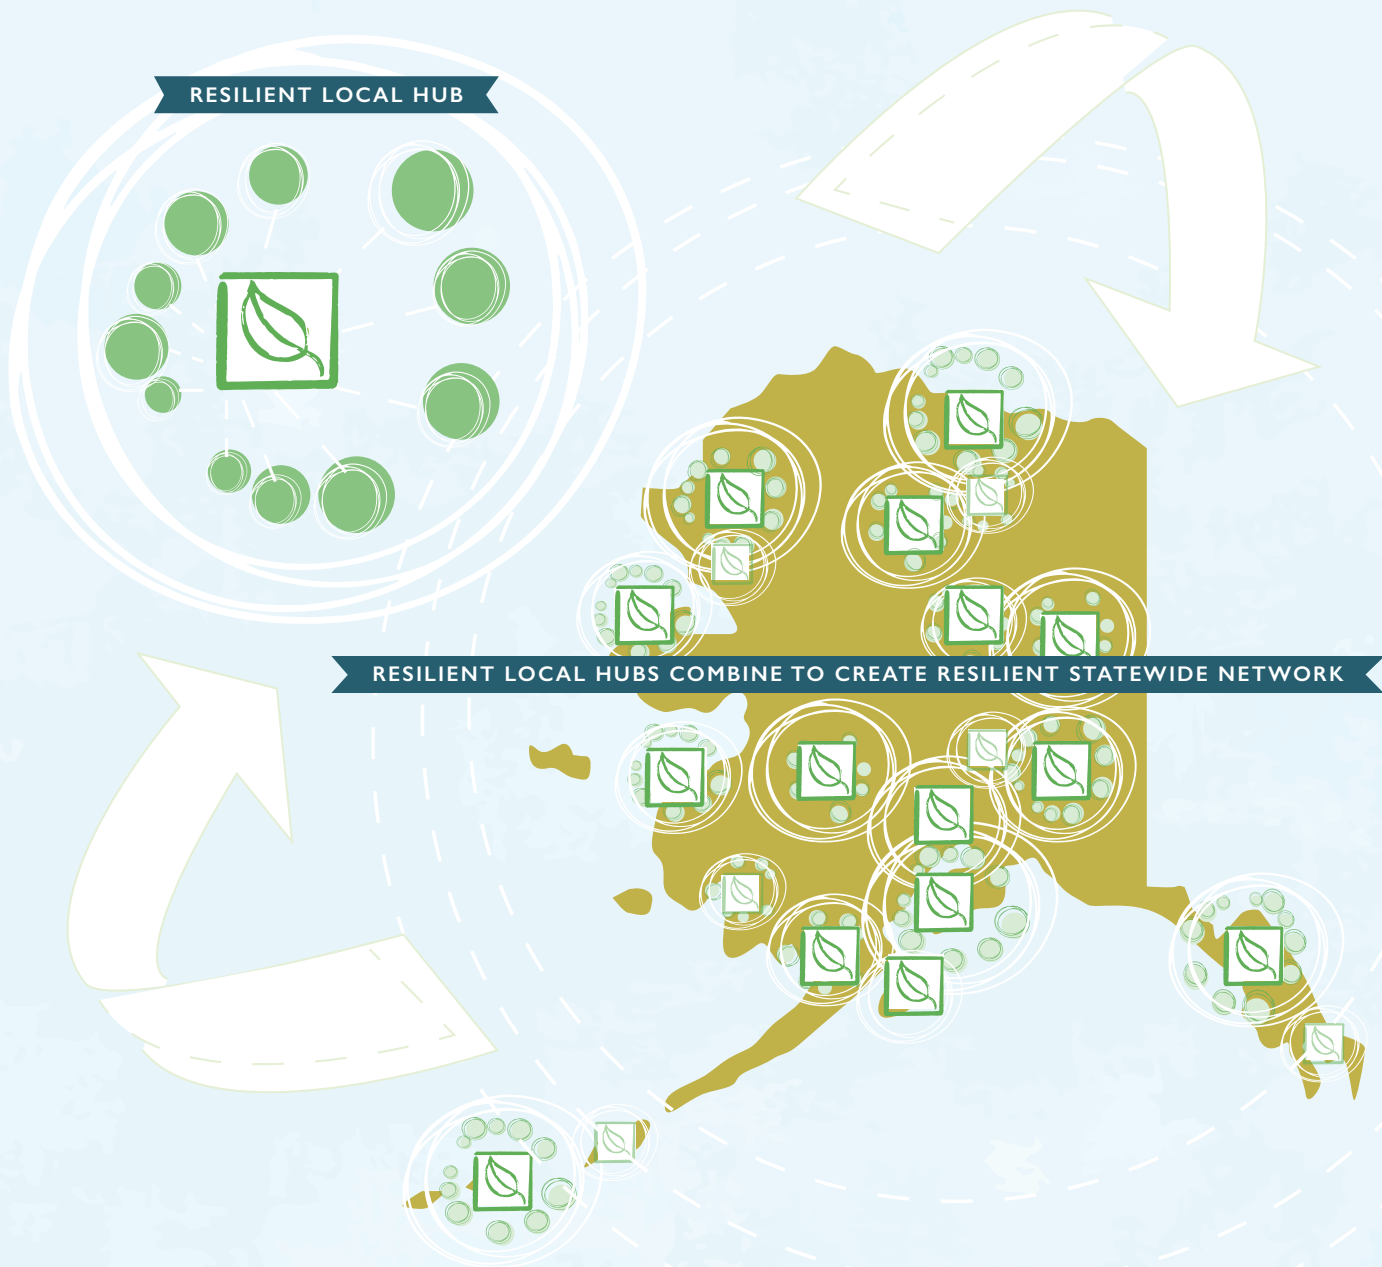 RESILIENT LOCAL HUB
RESILIENT LOCAL HUBS COMBINE TO CREATE RESILIENT STATEWIDE NETWORK